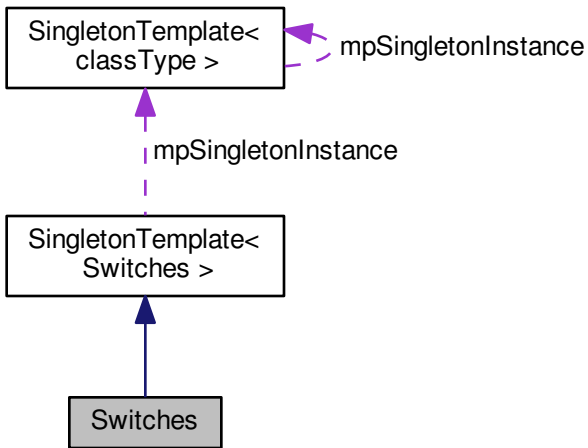 SingletonTemplate<
classType >
mpSingletonInstance
mpSingletonInstance
SingletonTemplate<
Switches >
Switches